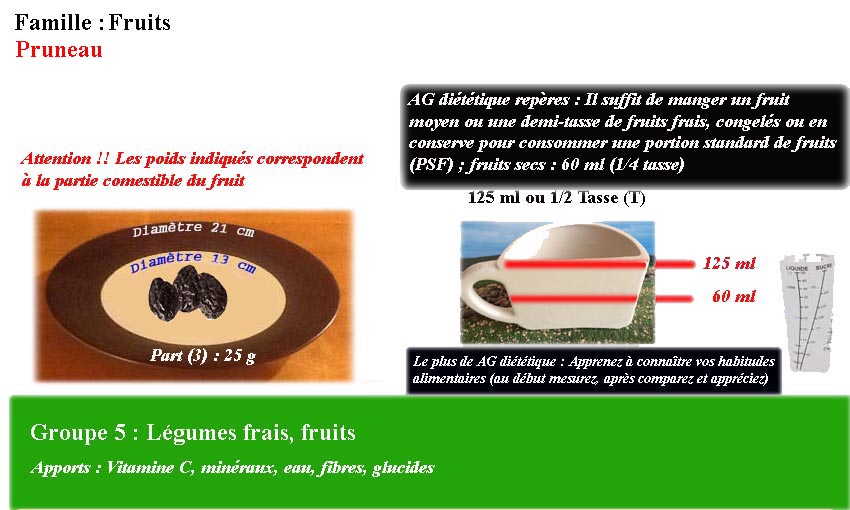 Famille : Fruits
Pruneau
AG diététique repères : Il suffit de manger un fruit
moyen ou une demi-tasse de fruits frais, congelés ou en
conserve pour consommer une portion standard de fruits
(PSF) ; fruits secs : 60 ml (1/4 tasse)
Attention !! Les poids indiqués correspondent
à la partie comestible du fruit
125 ml ou 1/2 Tasse (T)
Diamètre 21 cm
Diamètre 13 cm
Part (3) : 25 g
125 ml
60 ml
LIQUIDE SUCRE
Le plus de AG diététique : Apprenez à connaître vos habitudes
alimentaires (au début mesurez, après comparez et appréciez)
Groupe 5 : Légumes frais, fruits
Apports : Vitamine C, minéraux, eau, fibres, glucides